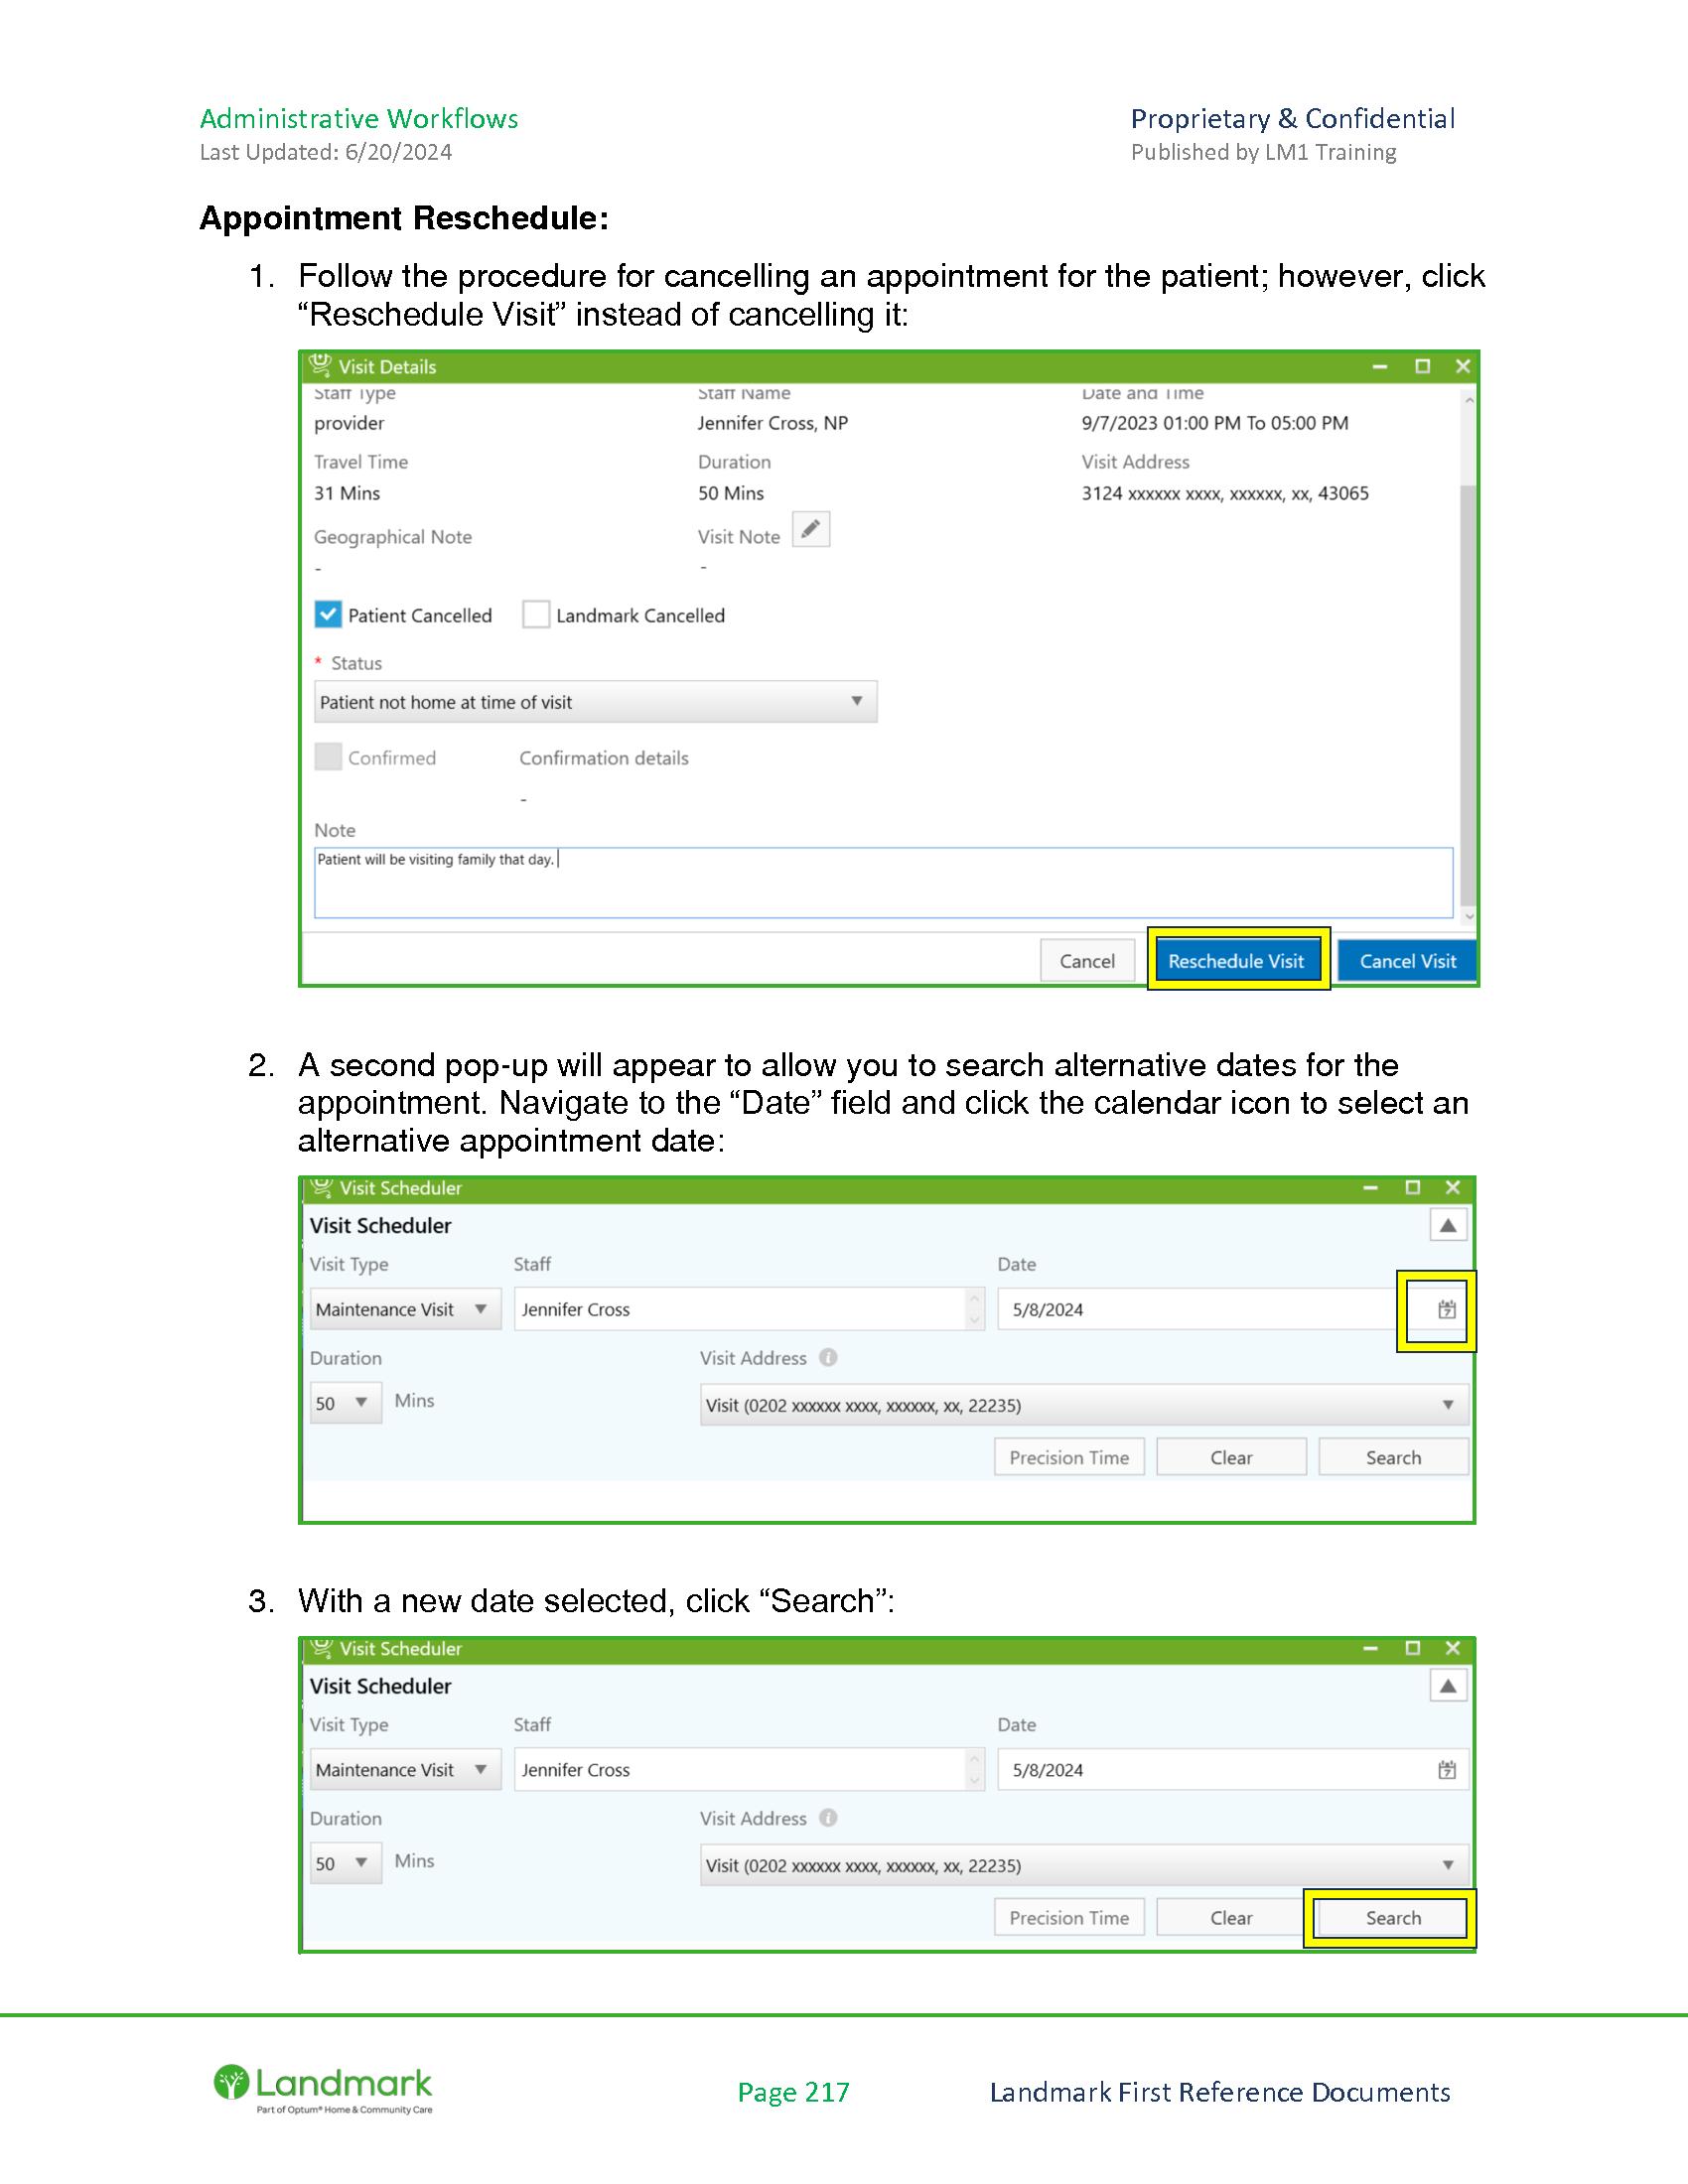 Administrative Workflows
Proprietary & Confidential
Last Updated: 6/20/2024
Published by LM1 Training
Appointment Reschedule:
1. Follow the procedure for cancelling an appointment for the patient; however, click
“Reschedule Visit” instead of cancelling it:
Visit Details
Staff Type Staff Name Date and Time
provider Jennifer Cross, NP 9/7/2023 01:00 PM To 05:00 PM
Travel Time Duration Visit Address
31 Mins 50 Mins 3124 xxxxxx xxxx, xxxxxx, xx, 43065
Geographical Note Visit Note
- -
Patient Cancelled Landmark Cancelled
* Status
Patient not home at time of visit
Confirmed Confirmation details
-
Note
Patient will be visiting family that day.
Cancel Reschedule Visit Cancel Visit
2. A second pop-up will appear to allow you to search alternative dates for the
appointment. Navigate to the “Date” field and click the calendar icon to select an
alternative appointment date:
Visit Scheduler
Visit Scheduler
Visit Type Staff Date
Maintenance Visit Jennifer Cross 5/8/2024
Duration Visit Address
50 Mins Visit (0202 xxxxxx xxxx, xxxxxx, xx, 22235)
Precision Time Clear Search
3. With a new date selected, click “Search”:
Visit Scheduler
Visit Scheduler
Visit Type Staff Date
Maintenance Visit Jennifer Cross 5/8/2024
Duration Visit Address
50 Mins Visit (0202 xxxxxx xxxx, xxxxxx, xx, 22235)
Precision Time Clear Search
Landmark
Part of Optum® Home & Community Care
Page 217
Landmark First Reference Documents